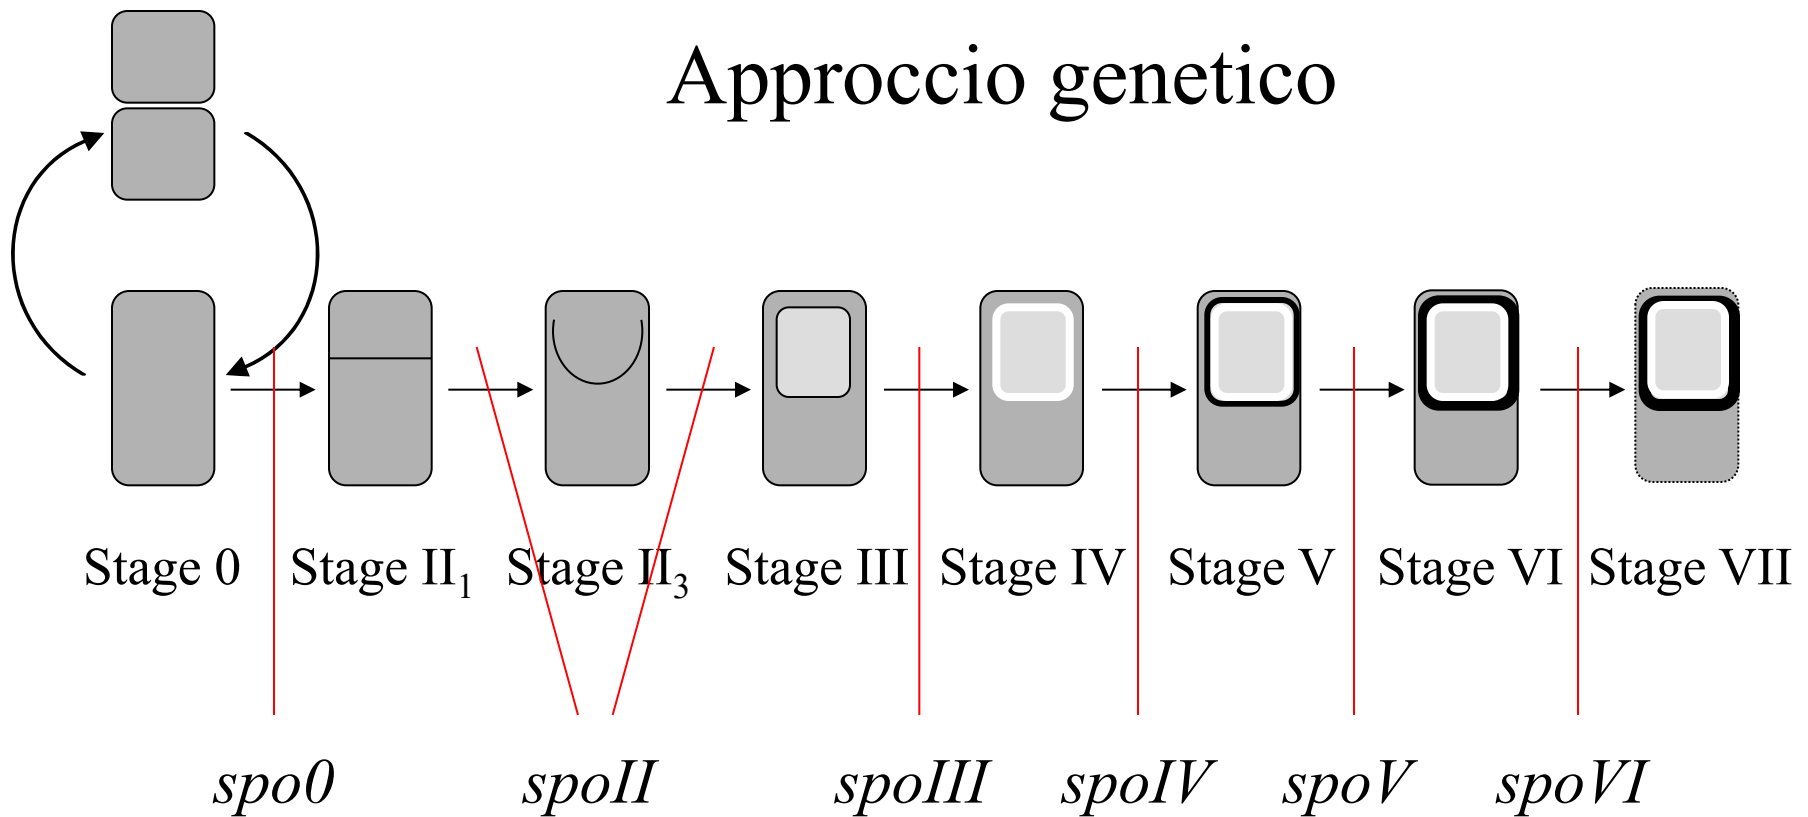 Approccio genetico
Stage 0 Stage II₁ Stage II₃ Stage III Stage IV Stage V Stage VI Stage VII
spo0 spoII spoIII spoIV spoV spoVI